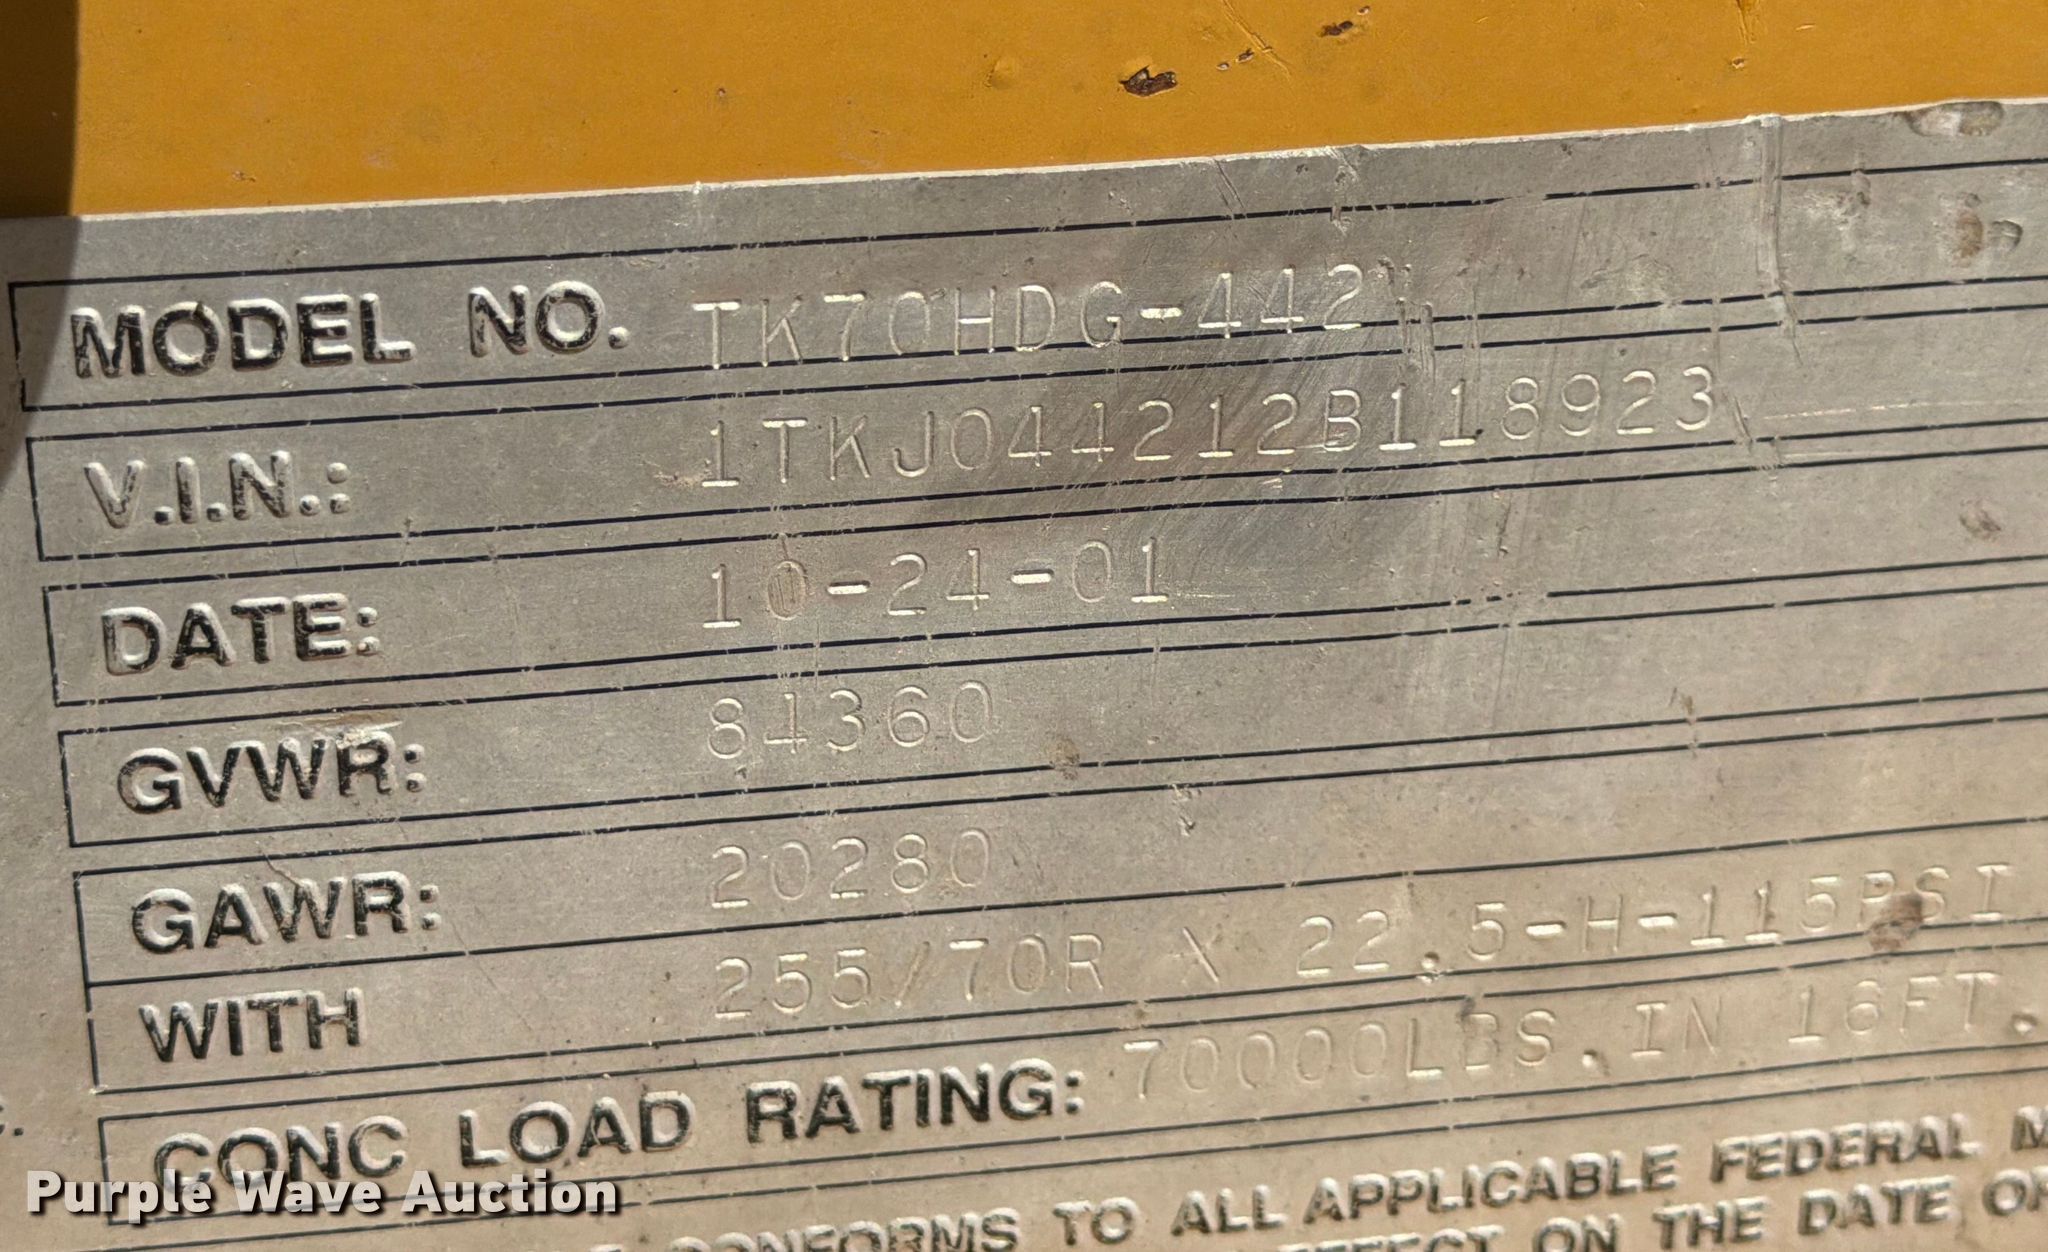 MODEL NO. TK70HDG-442
V.I.N.: 1TKJ044212B118923
DATE: 10-24-01
GVWR: 84360
GAWR: 20280
WITH 255/70R X 22.5-H-115PSI
CONC LOAD RATING: 70000LBS.IN 16FT.
CONFORMS TO ALL APPLICABLE FEDERAL M
EFFECT ON THE DATE OF
Purple Wave Auction